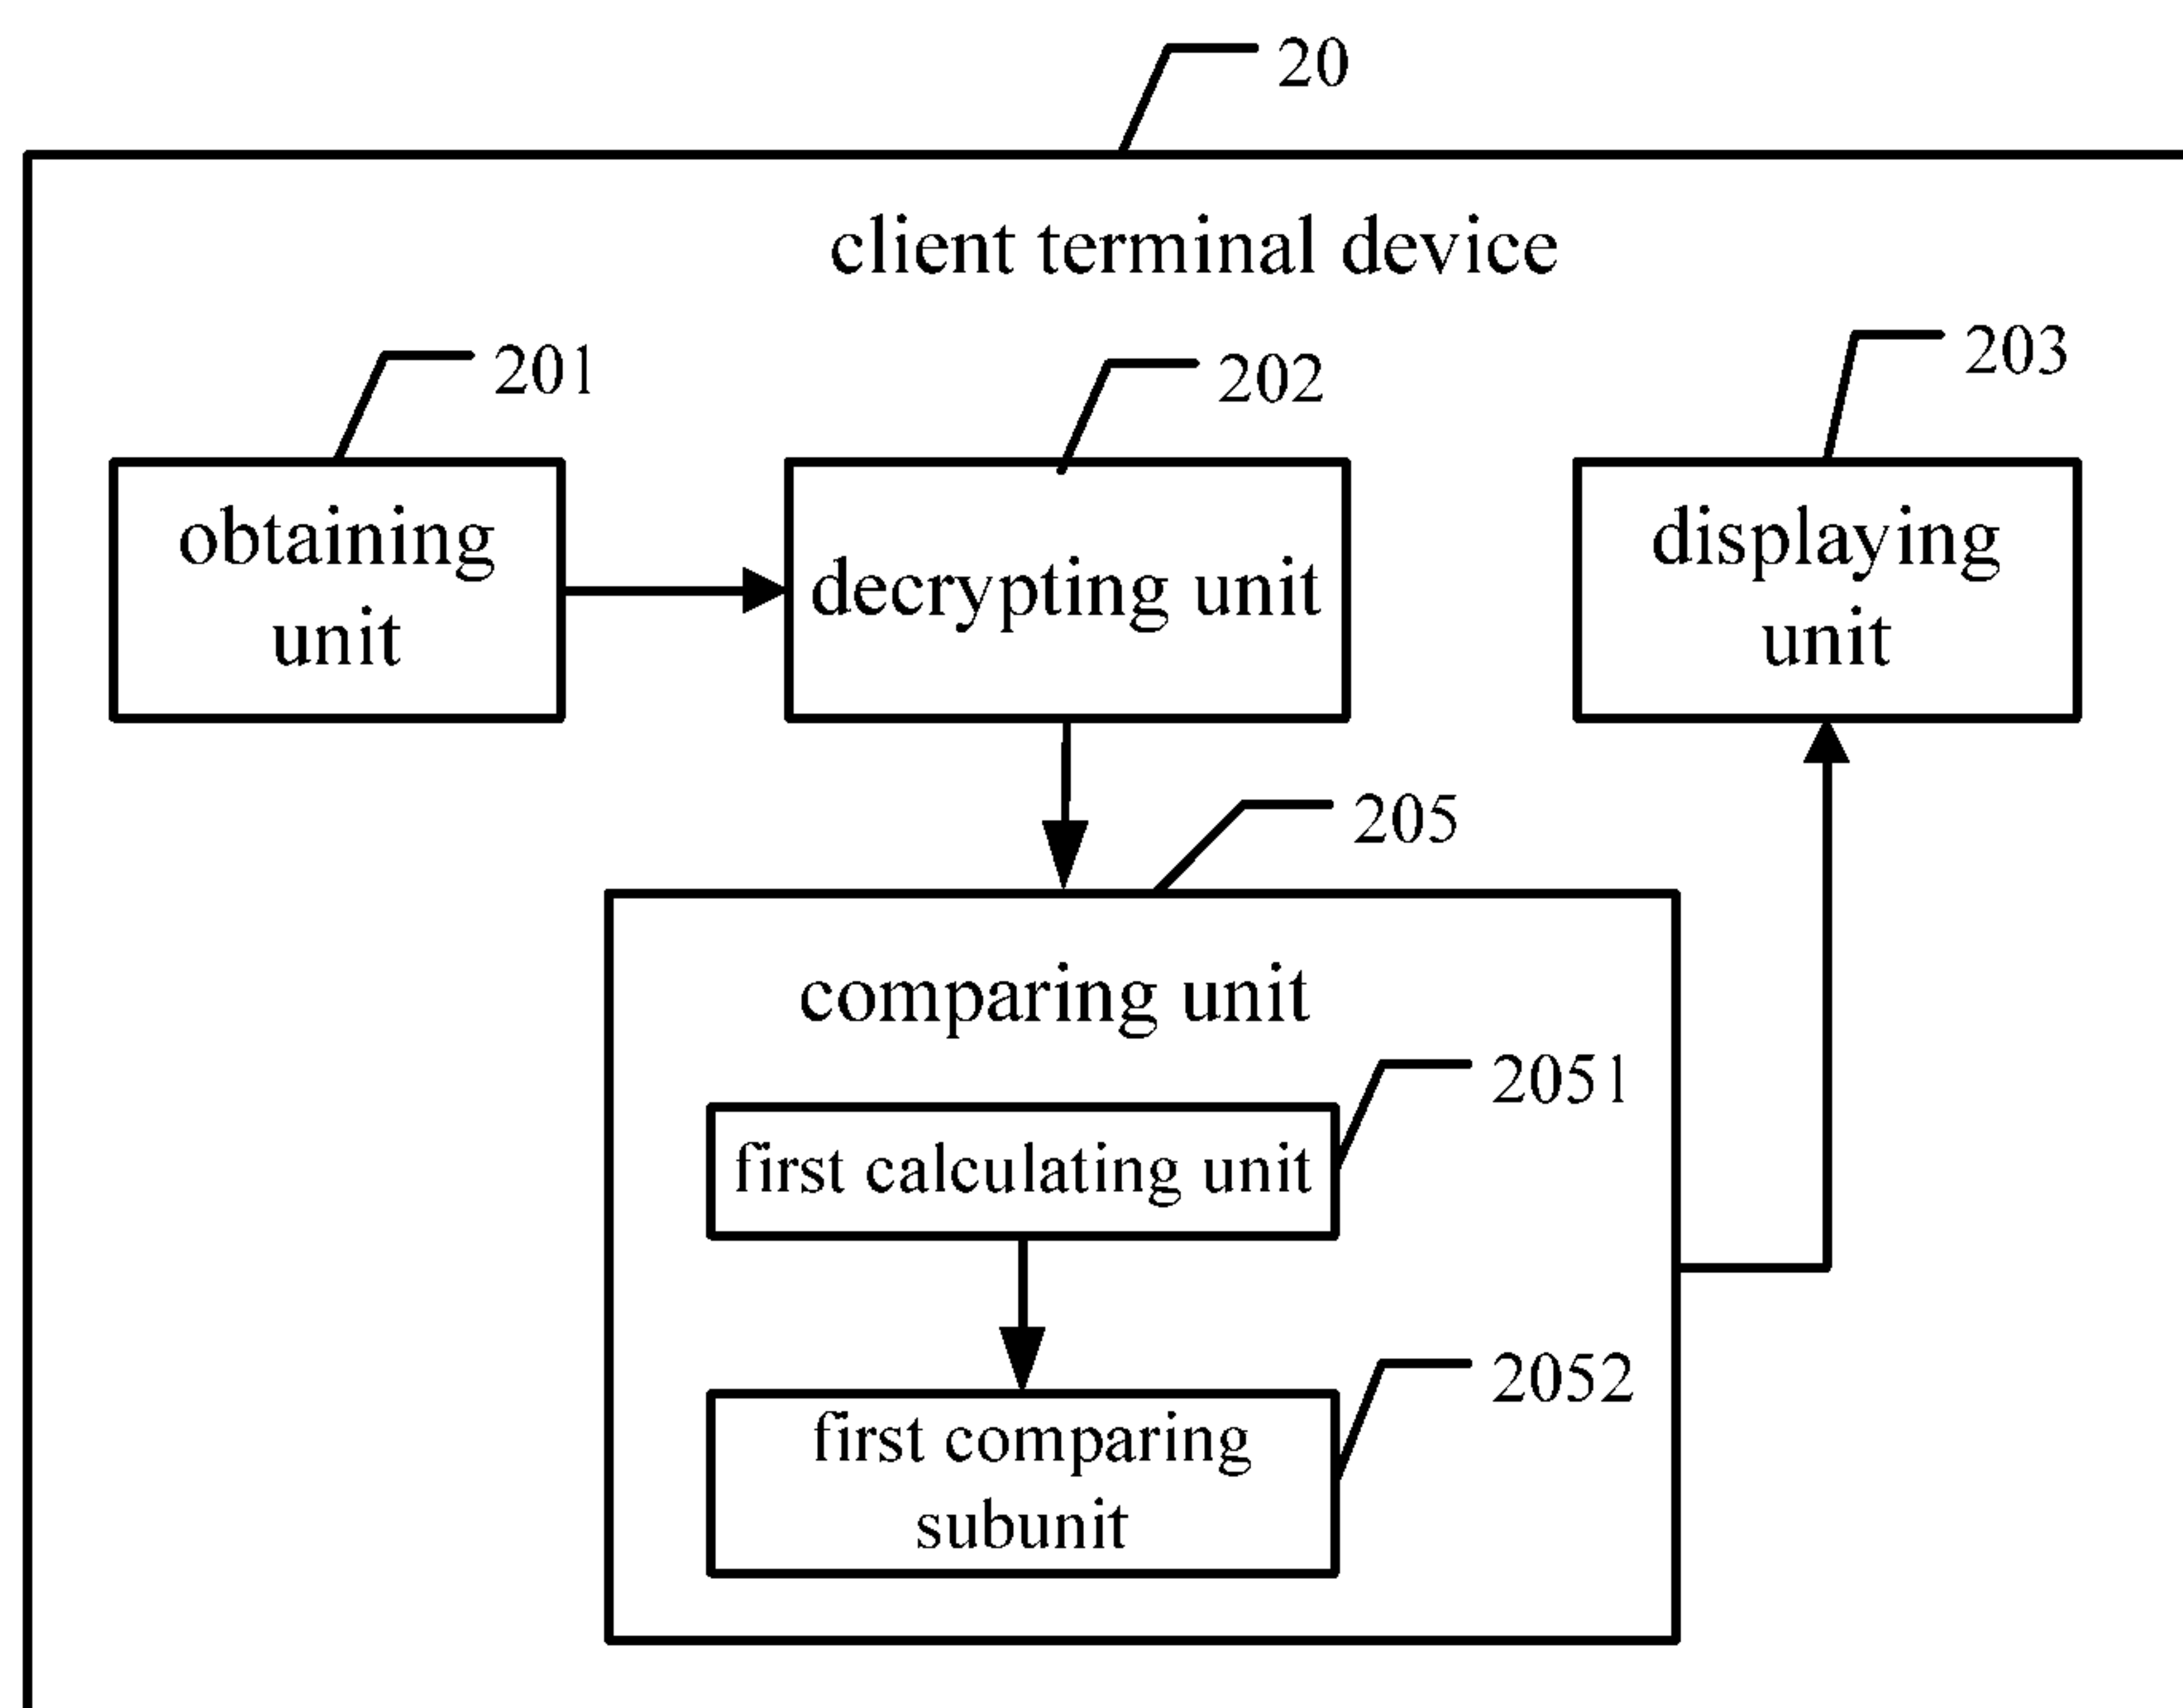 20
client terminal device
201
202
203
obtaining
unit
decrypting unit
displaying
unit
205
comparing unit
2051
first calculating unit
2052
first comparing
subunit